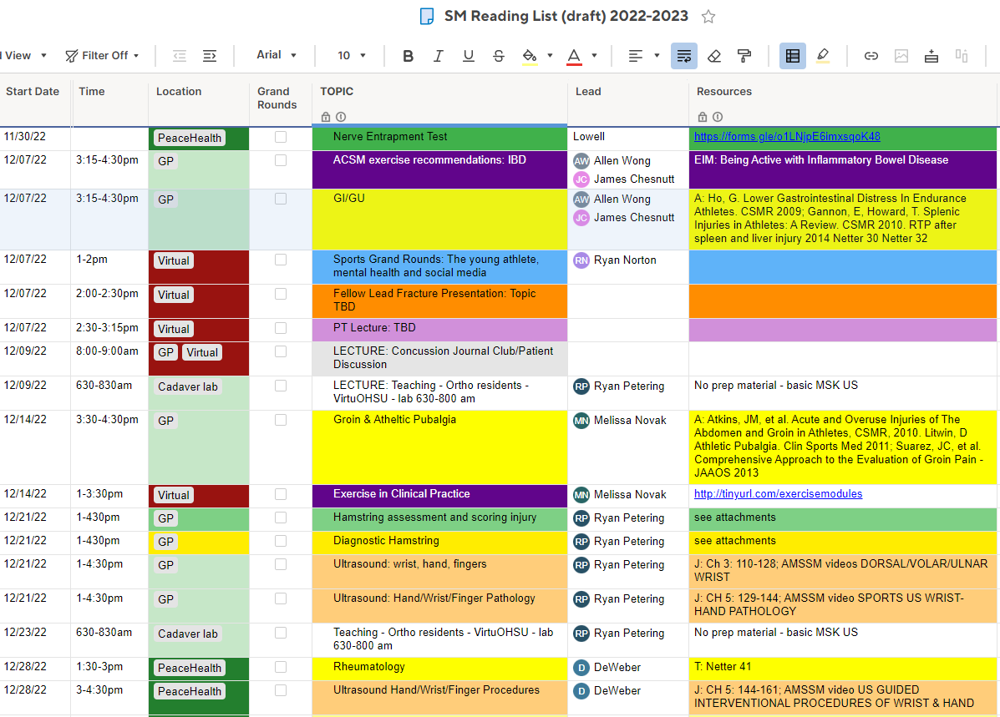 SM Reading List (draft) 2022-2023
View Filter Off Arial 10 B I U S A
Start Date Time Location Grand Rounds TOPIC Lead Resources
11/30/22 PeaceHealth Nerve Entrapment Test Lowell https://forms.gle/o1LNjpE6imxsqoK48
12/07/22 3:15-4:30pm GP ACSM exercise recommendations: IBD AW Allen Wong EIM: Being Active with Inflammatory Bowel Disease
JC James Chesnutt
12/07/22 3:15-4:30pm GP GI/GU AW Allen Wong A: Ho, G. Lower Gastrointestinal Distress In Endurance
JC James Chesnutt Athletes. CSMR 2009; Gannon, E, Howard, T. Splenic
Injuries in Athletes: A Review. CSMR 2010. RTP after
spleen and liver injury 2014 Netter 30 Netter 32
12/07/22 1-2pm Virtual Sports Grand Rounds: The young athlete, RN Ryan Norton
mental health and social media
12/07/22 2:00-2:30pm Virtual Fellow Lead Fracture Presentation: Topic
TBD
12/07/22 2:30-3:15pm Virtual PT Lecture: TBD
12/09/22 8:00-9:00am GP Virtual LECTURE: Concussion Journal Club/Patient
Discussion
12/09/22 630-830am Cadaver lab LECTURE: Teaching - Ortho residents - RP Ryan Petering No prep material - basic MSK US
VirtuOHSU - lab 630-800 am
12/14/22 3:30-4:30pm GP Groin & Atheltic Pubalgia MN Melissa Novak A: Atkins, JM, et al. Acute and Overuse Injuries of The
Abdomen and Groin in Athletes, CSMR, 2010. Litwin, D
Athletic Pubalgia. Clin Sports Med 2011; Suarez, JC, et al.
Comprehensive Approach to the Evaluation of Groin Pain -
JAAOS 2013
12/14/22 1-3:30pm Virtual Exercise in Clinical Practice MN Melissa Novak http://tinyurl.com/exercisemodules
12/21/22 1-430pm GP Hamstring assessment and scoring injury RP Ryan Petering see attachments
12/21/22 1-430pm GP Diagnostic Hamstring RP Ryan Petering see attachments
12/21/22 1-4:30pm GP Ultrasound: wrist, hand, fingers RP Ryan Petering J: Ch 3: 110-128; AMSSM videos DORSAL/VOLAR/ULNAR
WRIST
12/21/22 1-4:30pm GP Ultrasound: Hand/Wrist/Finger Pathology RP Ryan Petering J: CH 5: 129-144; AMSSM video SPORTS US WRIST-
HAND PATHOLOGY
12/23/22 630-830am Cadaver lab Teaching - Ortho residents - VirtuOHSU - lab RP Ryan Petering No prep material - basic MSK US
630-800 am
12/28/22 1:30-3pm PeaceHealth Rheumatology D DeWeber T: Netter 41
12/28/22 3-4:30pm PeaceHealth Ultrasound Hand/Wrist/Finger Procedures D DeWeber J: CH 5: 144-161; AMSSM video US GUIDED
INTERVENTIONAL PROCEDURES OF WRIST & HAND